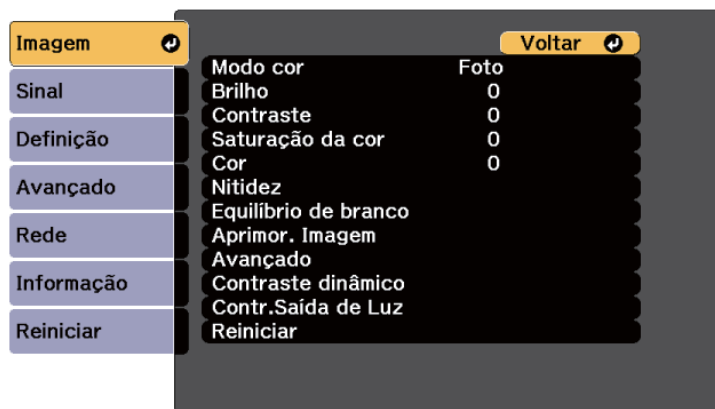 Imagem
Sinal
Definição
Avançado
Rede
Informação
Reiniciar
Voltar
Modo cor Foto
Brilho 0
Contraste 0
Saturação da cor 0
Cor 0
Nitidez
Equilíbrio de branco
Aprimor. Imagem
Avançado
Contraste dinâmico
Contr.Saída de Luz
Reiniciar